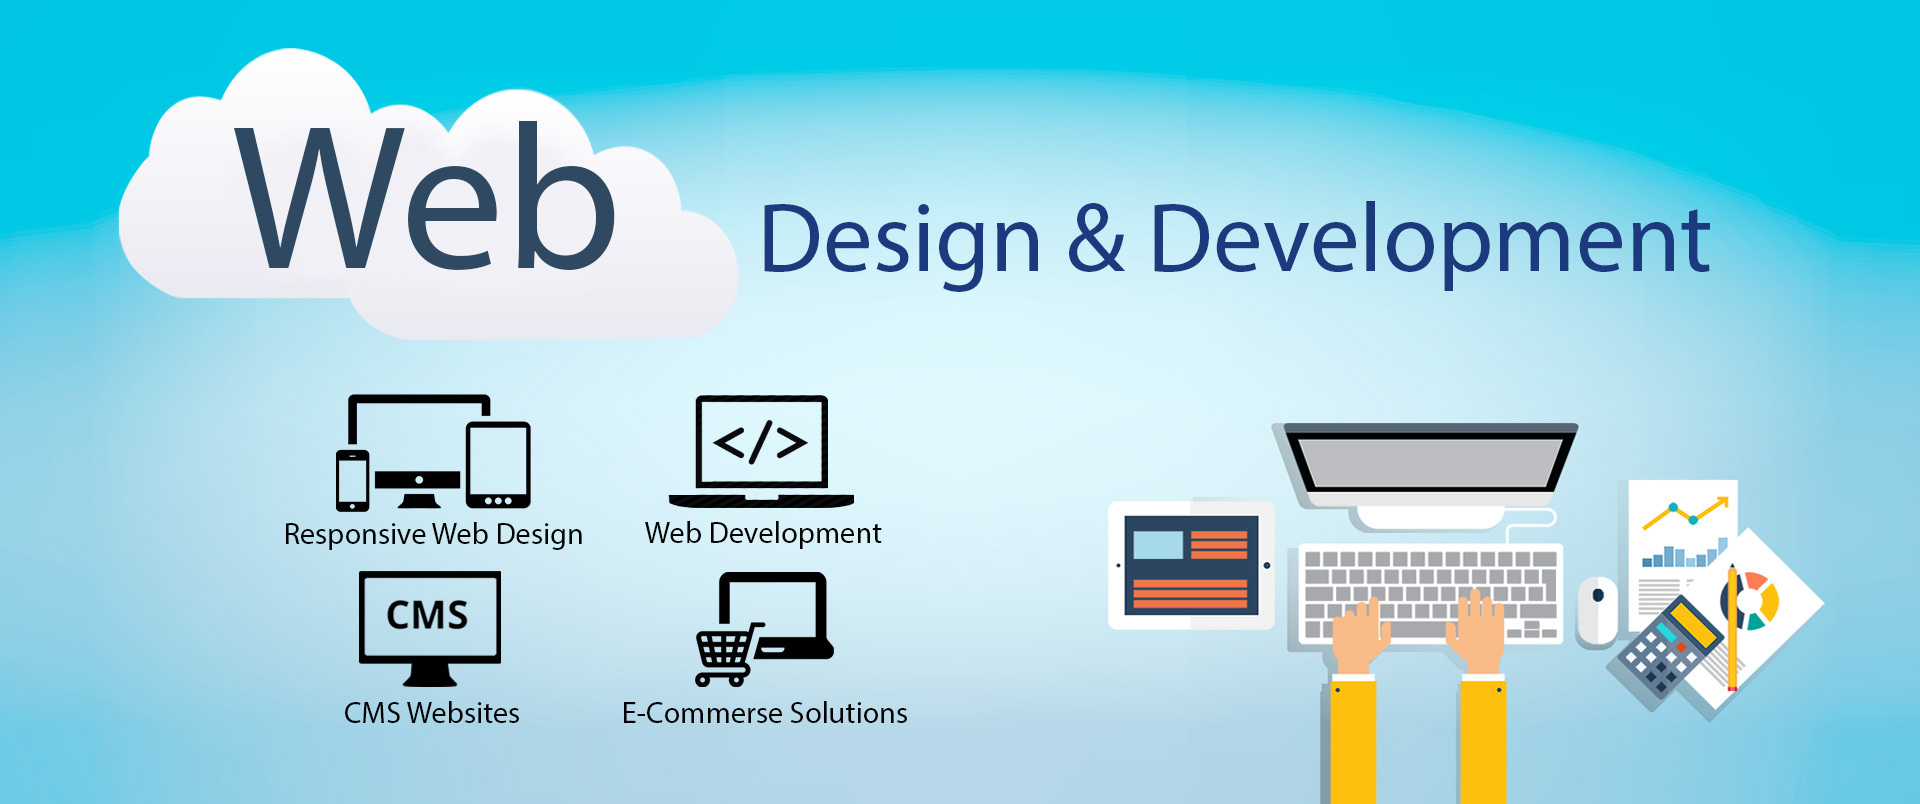 Web
Design & Development
</>
Responsive Web Design
Web Development
CMS
CMS Websites
E-Commerse Solutions